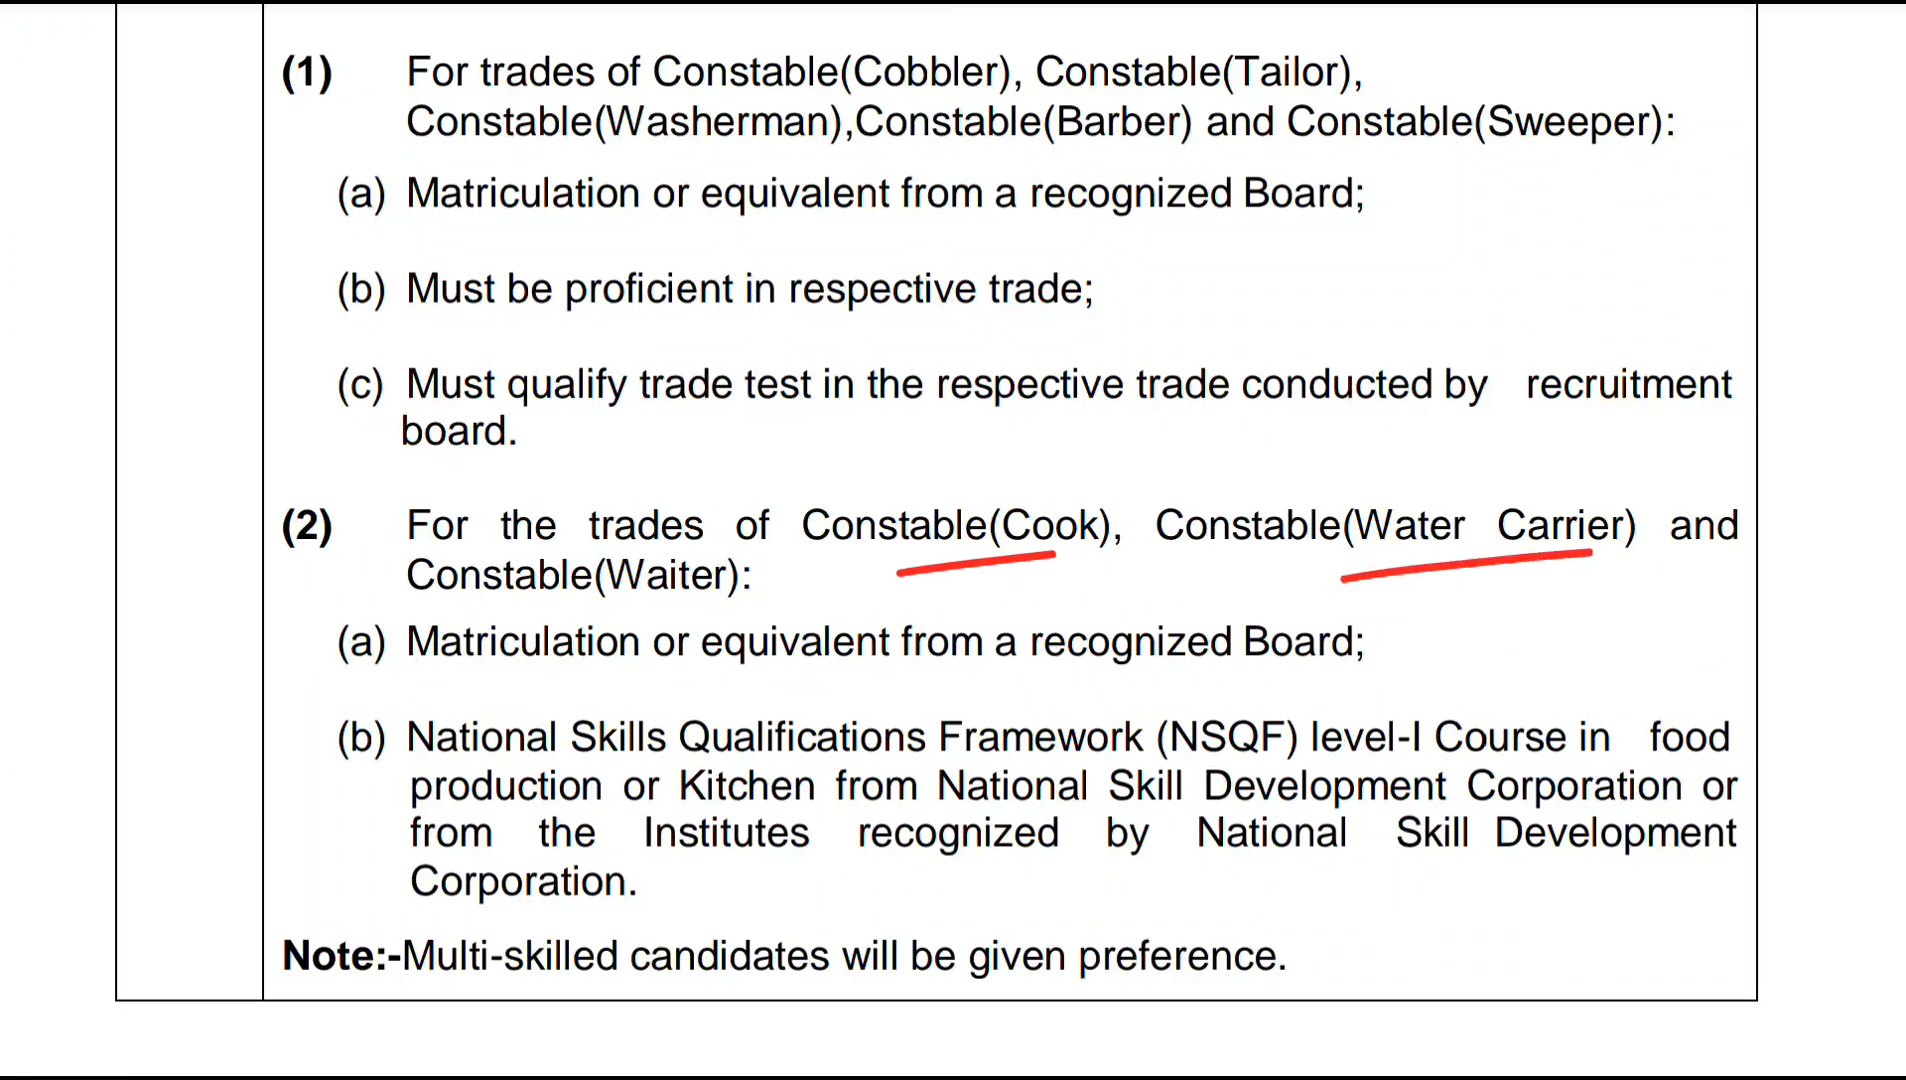 (1) For trades of Constable(Cobbler), Constable(Tailor),
Constable(Washerman),Constable(Barber) and Constable(Sweeper):
(a) Matriculation or equivalent from a recognized Board;
(b) Must be proficient in respective trade;
(c) Must qualify trade test in the respective trade conducted by recruitment
board.
(2) For the trades of Constable(Cook), Constable(Water Carrier) and
Constable(Waiter):
(a) Matriculation or equivalent from a recognized Board;
(b) National Skills Qualifications Framework (NSQF) level-I Course in food
production or Kitchen from National Skill Development Corporation or
from the Institutes recognized by National Skill Development
Corporation.
Note:-Multi-skilled candidates will be given preference.